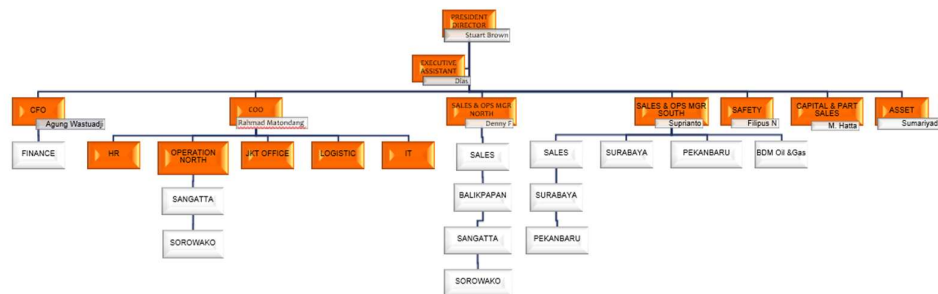 PRESIDENT
DIRECTOR
Stuart Brown
EXECUTIVE
ASSISTANT
Dias
CFO
Agung Wastuadji
COO
Rahmad Matondang
SALES & OPS MGR
NORTH
Denny F
SALES & OPS MGR
SOUTH
Suprianto
SAFETY
Filipus N
CAPITAL & PART
SALES
M. Hatta
ASSET
Sumariyad
FINANCE
HR
OPERATION
NORTH
JKT OFFICE
LOGISTIC
IT
SALES
SALES
SURABAYA
PEKANBARU
BDM Oil &Gas
SANGATTA
BALIKPAPAN
SURABAYA
SOROWAKO
SANGATTA
PEKANBARU
SOROWAKO